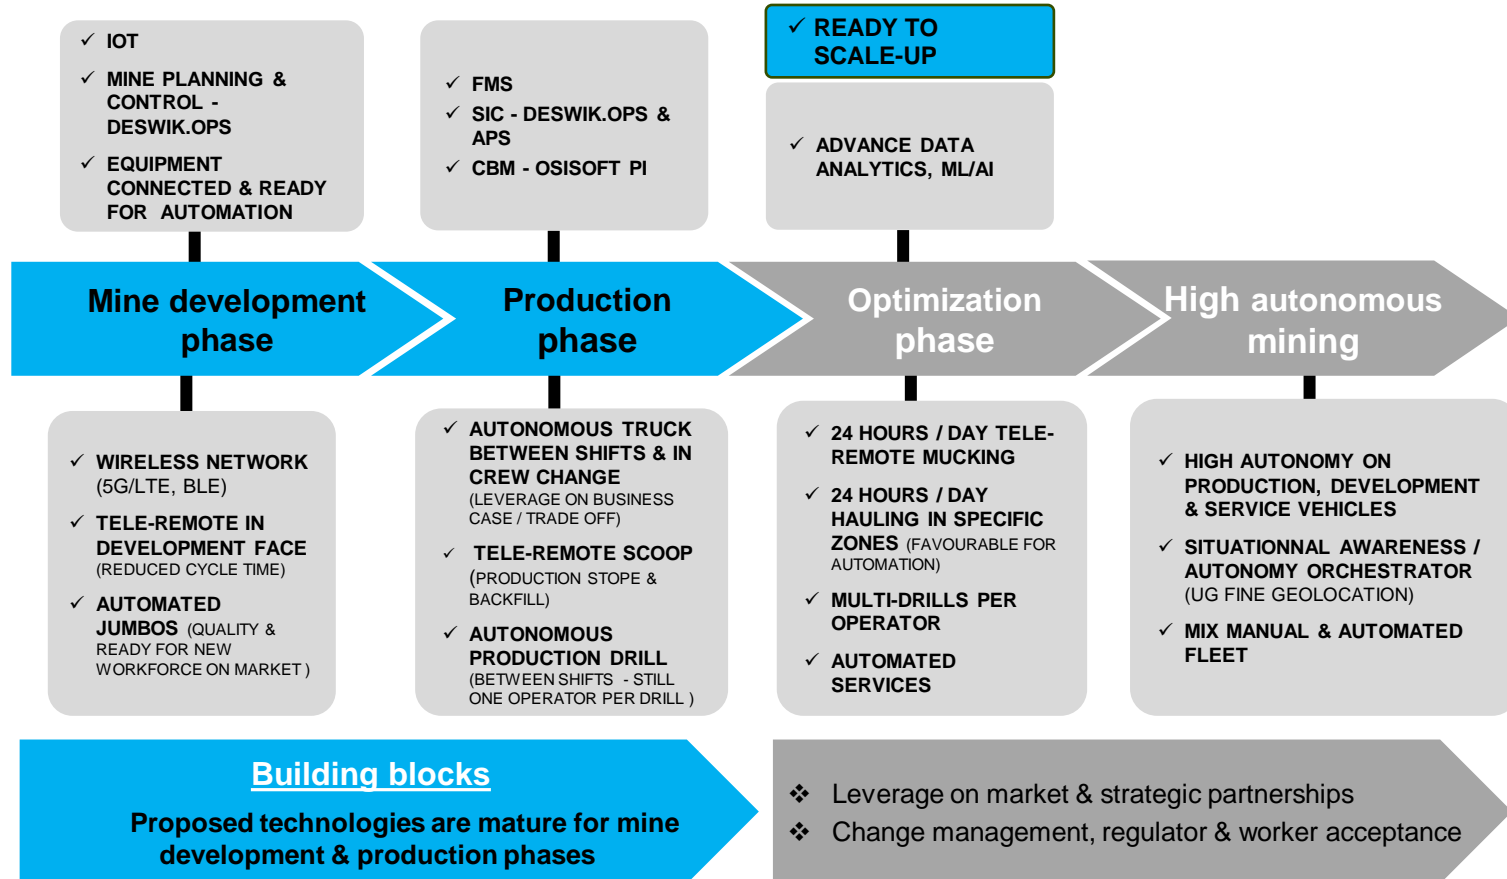 ✓ IOT
✓ MINE PLANNING &
CONTROL -
DESWIK.OPS
✓ EQUIPMENT
CONNECTED & READY
FOR AUTOMATION
✓ FMS
✓ SIC - DESWIK.OPS &
APS
✓ CBM - OSISOFT PI
✓ READY TO
SCALE-UP
✓ ADVANCE DATA
ANALYTICS, ML/AI
Mine development
phase
Production
phase
Optimization
phase
High autonomous
mining
✓ WIRELESS NETWORK
(5G/LTE, BLE)
✓ TELE-REMOTE IN
DEVELOPMENT FACE
(REDUCED CYCLE TIME)
✓ AUTOMATED
JUMBOS (QUALITY &
READY FOR NEW
WORKFORCE ON MARKET )
✓ AUTONOMOUS TRUCK
BETWEEN SHIFTS & IN
CREW CHANGE
(LEVERAGE ON BUSINESS
CASE / TRADE OFF)
✓ TELE-REMOTE SCOOP
(PRODUCTION STOPE &
BACKFILL)
✓ AUTONOMOUS
PRODUCTION DRILL
(BETWEEN SHIFTS - STILL
ONE OPERATOR PER DRILL )
✓ 24 HOURS / DAY TELE-
REMOTE MUCKING
✓ 24 HOURS / DAY
HAULING IN SPECIFIC
ZONES (FAVOURABLE FOR
AUTOMATION)
✓ MULTI-DRILLS PER
OPERATOR
✓ AUTOMATED
SERVICES
✓ HIGH AUTONOMY ON
PRODUCTION, DEVELOPMENT
& SERVICE VEHICLES
✓ SITUATIONNAL AWARENESS /
AUTONOMY ORCHESTRATOR
(UG FINE GEOLOCATION)
✓ MIX MANUAL & AUTOMATED
FLEET
Building blocks
Proposed technologies are mature for mine
development & production phases
❖ Leverage on market & strategic partnerships
❖ Change management, regulator & worker acceptance